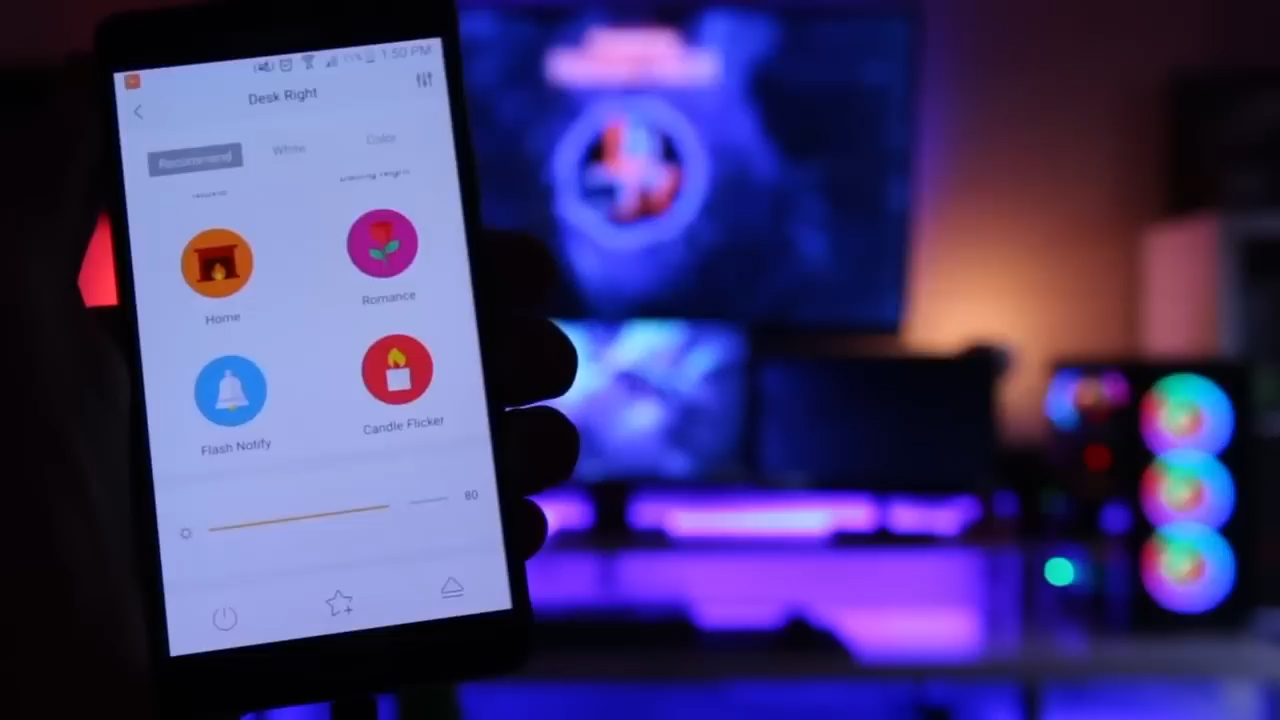 1:50 PM
Desk Right
Recommend White Color
Home Romance
Flash Notify Candle Flicker
80